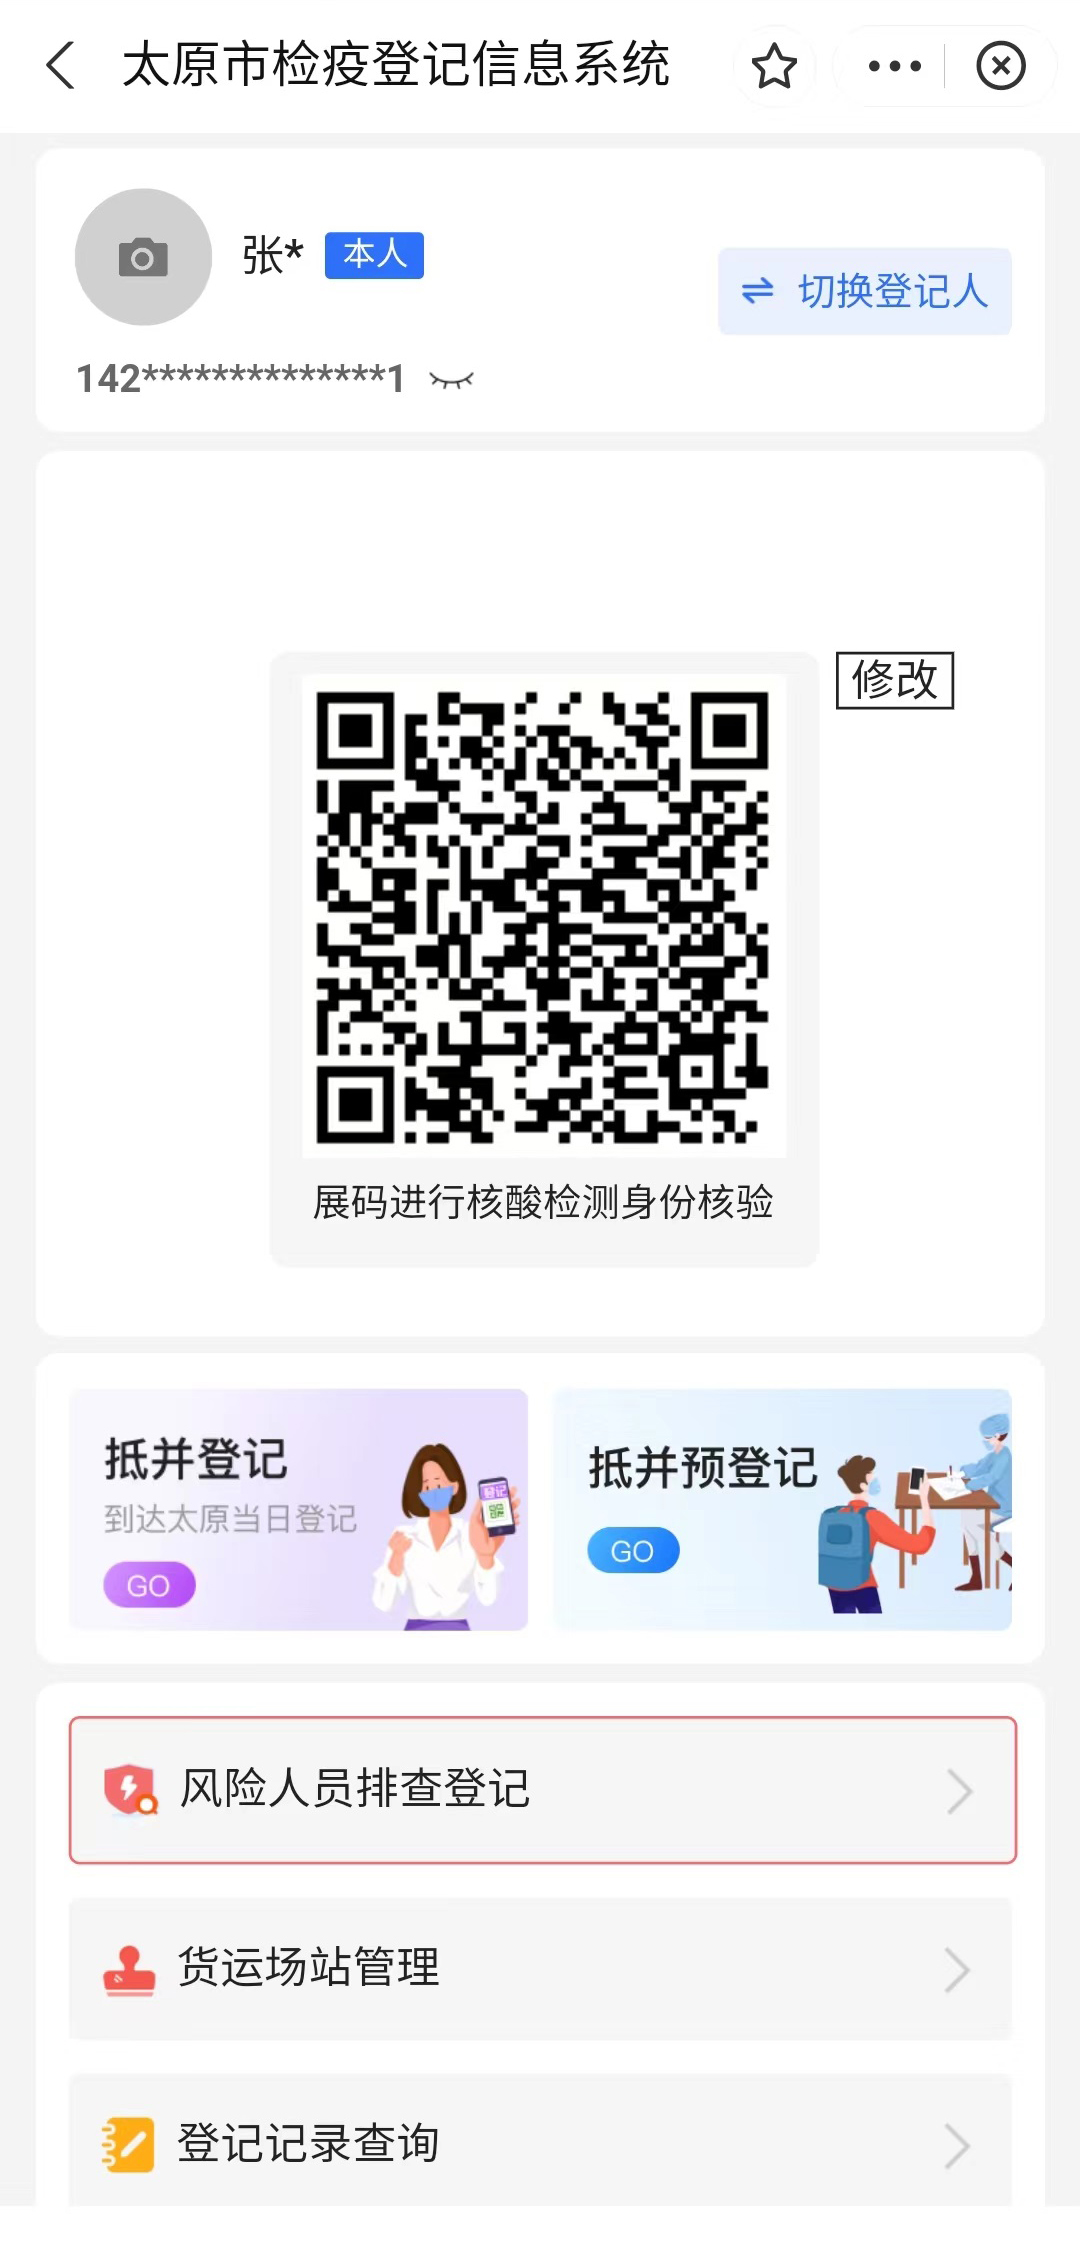 太原市检疫登记信息系统
张* 本人
切换登记人
142**************1
修改
展码进行核酸检测身份核验
抵并登记
到达太原当日登记
GO
登记
抵并预登记
GO
风险人员排查登记
货运场站管理
登记记录查询